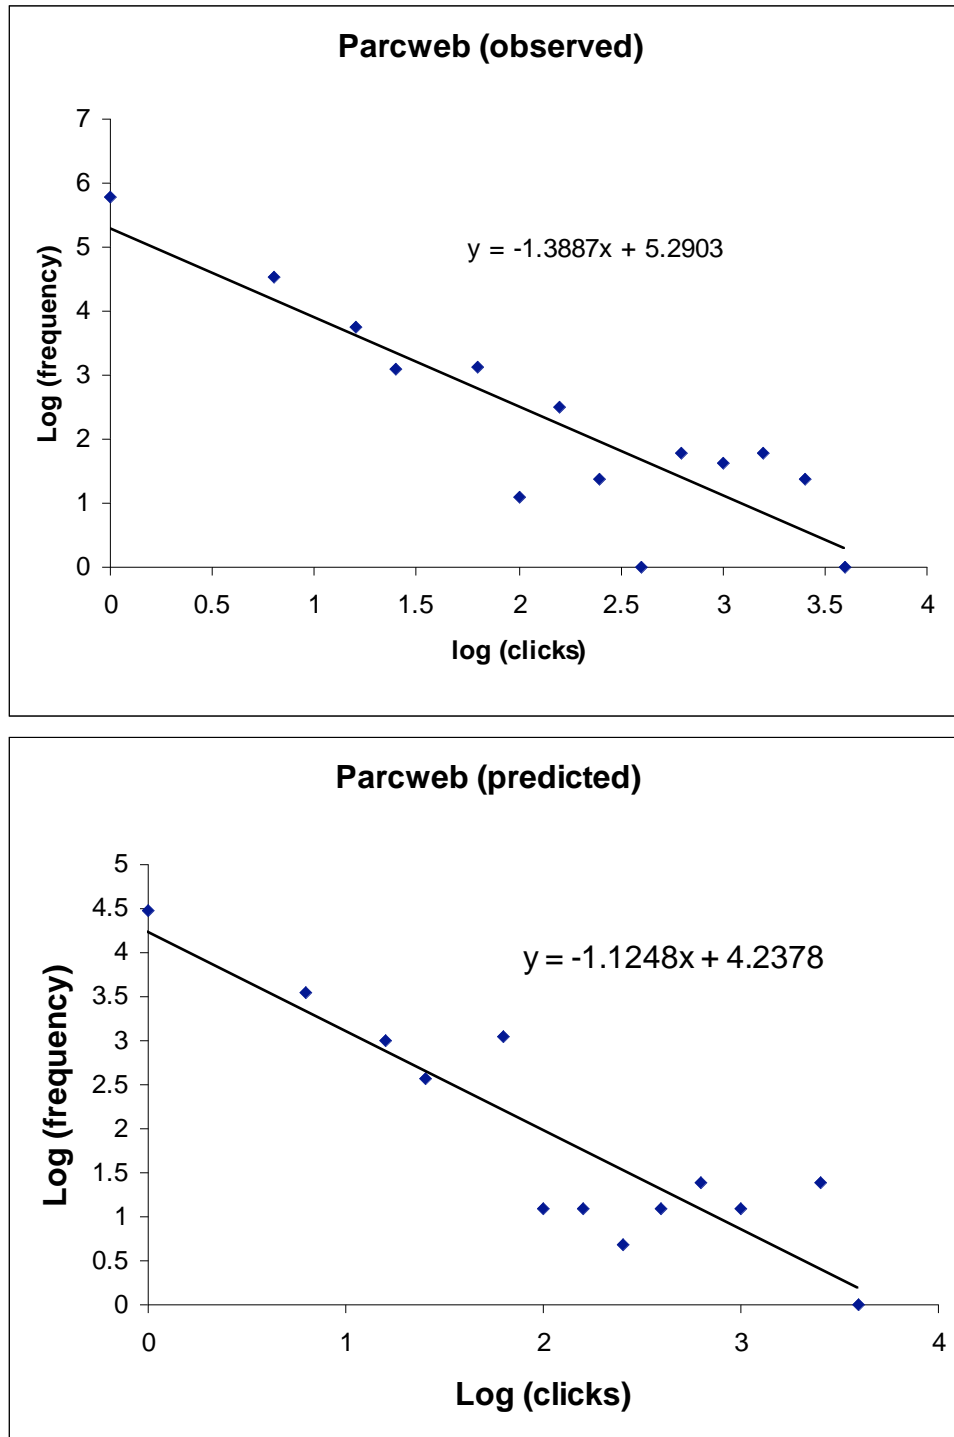 Parcweb (observed)
7
6
5
4
3
2
1
0
Log (frequency)
y = -1.3887x + 5.2903
0 0.5 1 1.5 2 2.5 3 3.5 4
log (clicks)
Parcweb (predicted)
5
4.5
4
3.5
3
2.5
2
1.5
1
0.5
0
Log (frequency)
y = -1.1248x + 4.2378
0 1 2 3 4
Log (clicks)